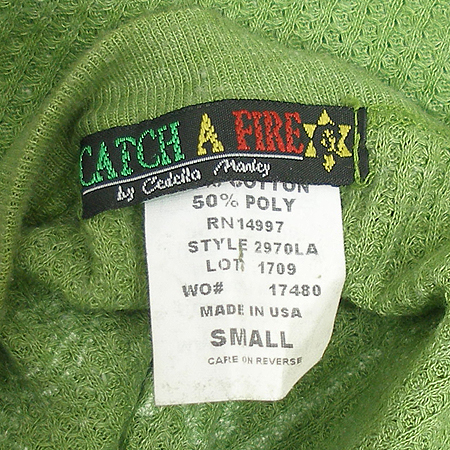 CATCH A FIRE
by Cedella Marley
COTTON
50% POLY
RN14997
STYLE 2970LA
LOT 1709
WO# 17480
MADE IN USA
SMALL
CARE ON REVERSE